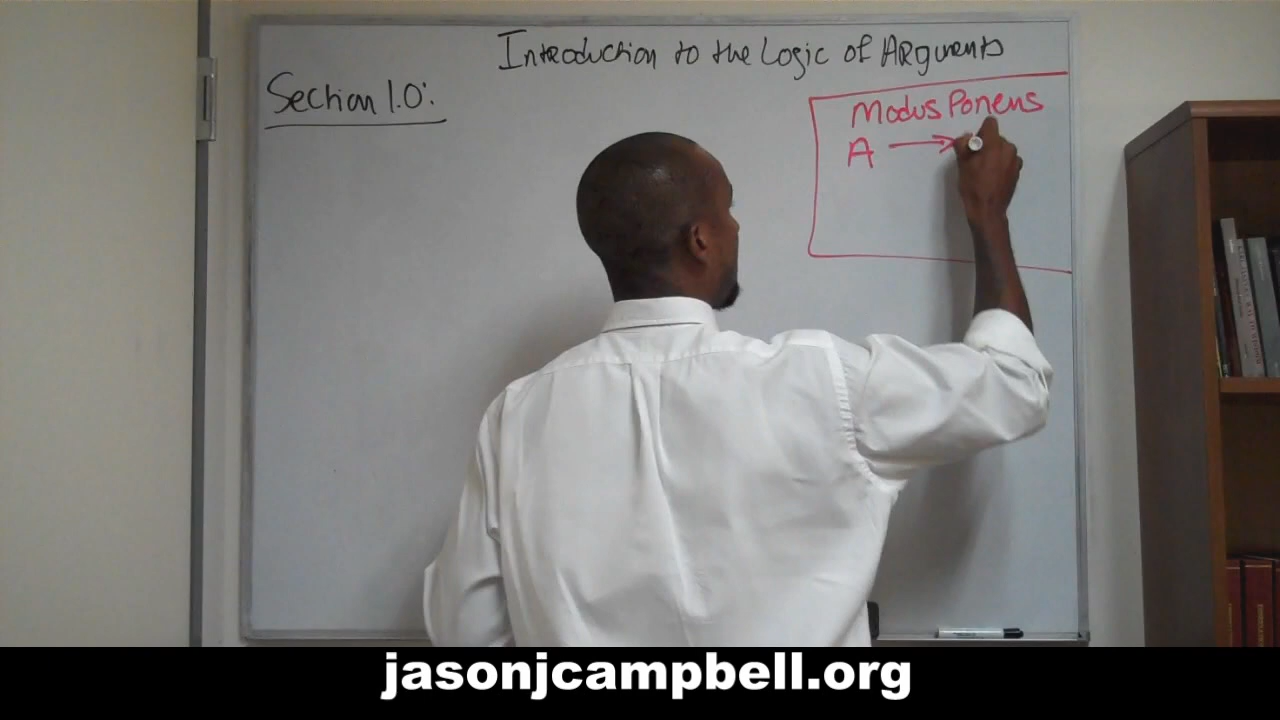 Introduction to the Logic of Arguments
Section 1.0:
Modus Ponens
A →
jasonjcampbell.org